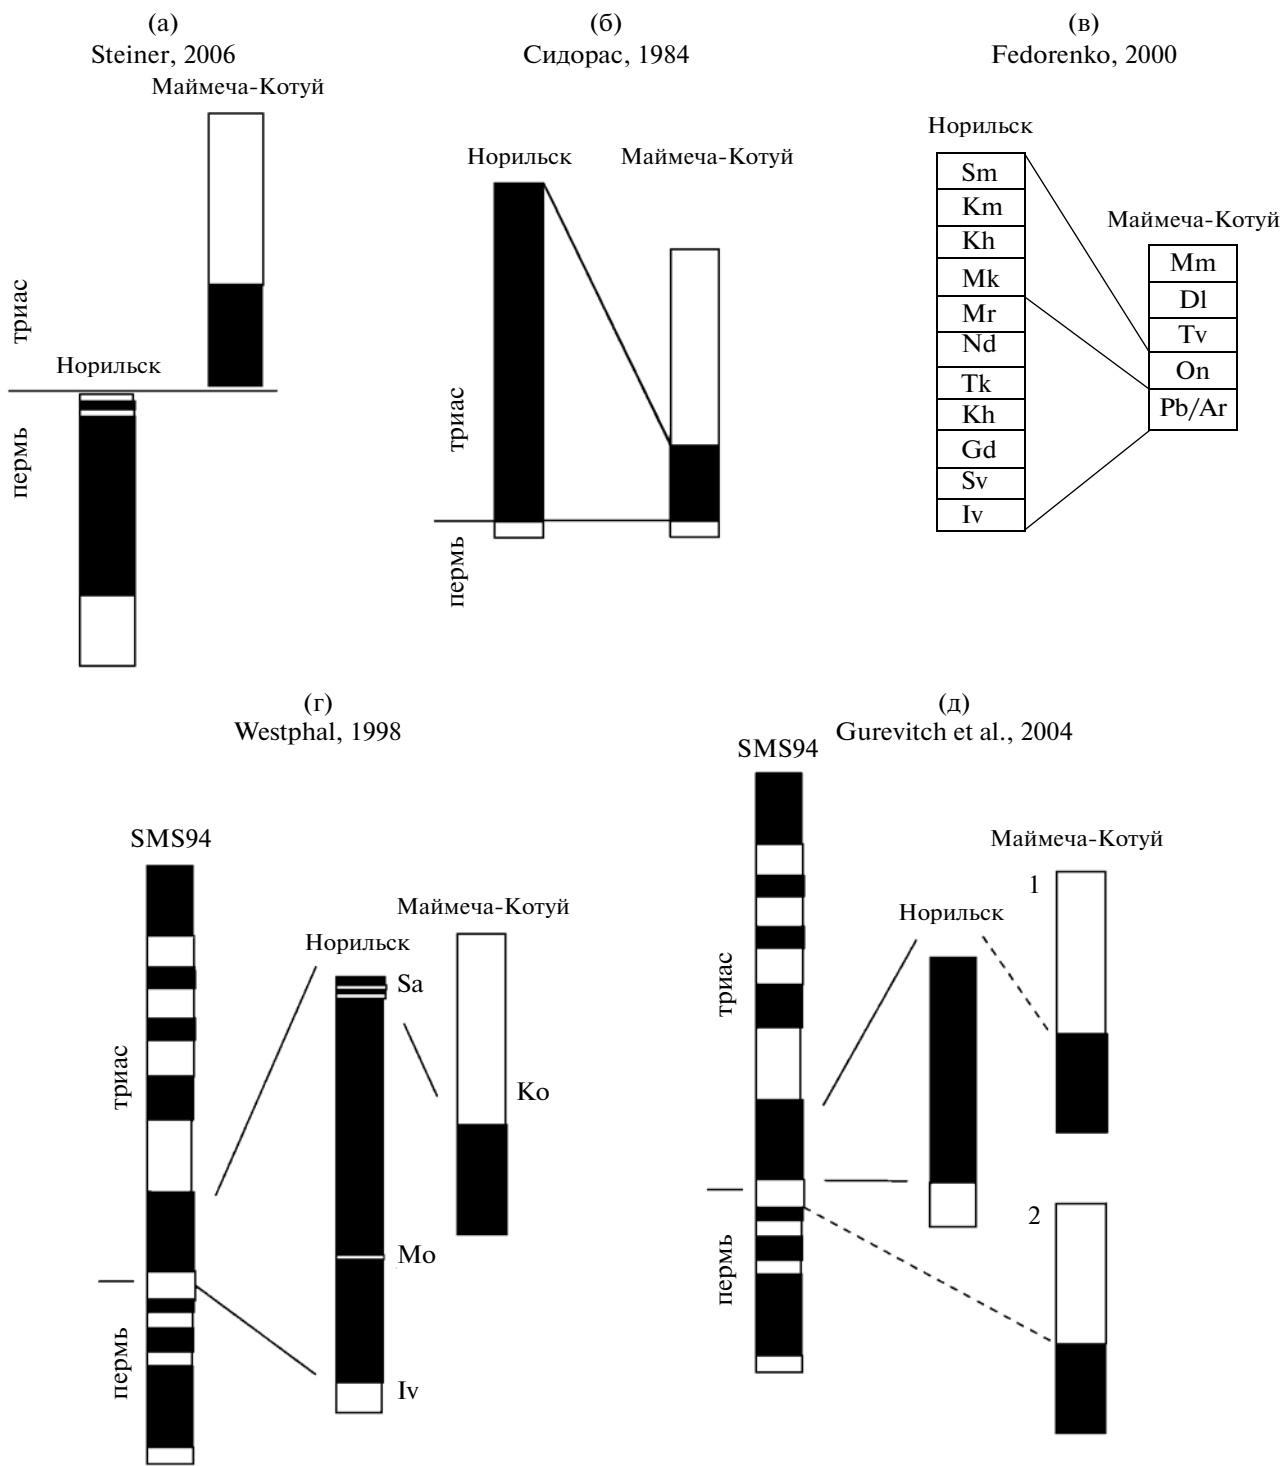 (а)
Steiner, 2006
Маймеча-Котуй
Норильск
триас
пермь
(б)
Сидорас, 1984
Норильск
Маймеча-Котуй
триас
пермь
(в)
Fedorenko, 2000
Норильск
Sm
Km
Kh
Mk
Mr
Nd
Tk
Kh
Gd
Sv
Iv
Маймеча-Котуй
Mm
Dl
Tv
On
Pb/Ar
(г)
Westphal, 1998
SMS94
Норильск
Маймеча-Котуй
Sa
Ko
Mo
Iv
триас
пермь
(д)
Gurevitch et al., 2004
SMS94
Норильск
Маймеча-Котуй
1
2
триас
пермь